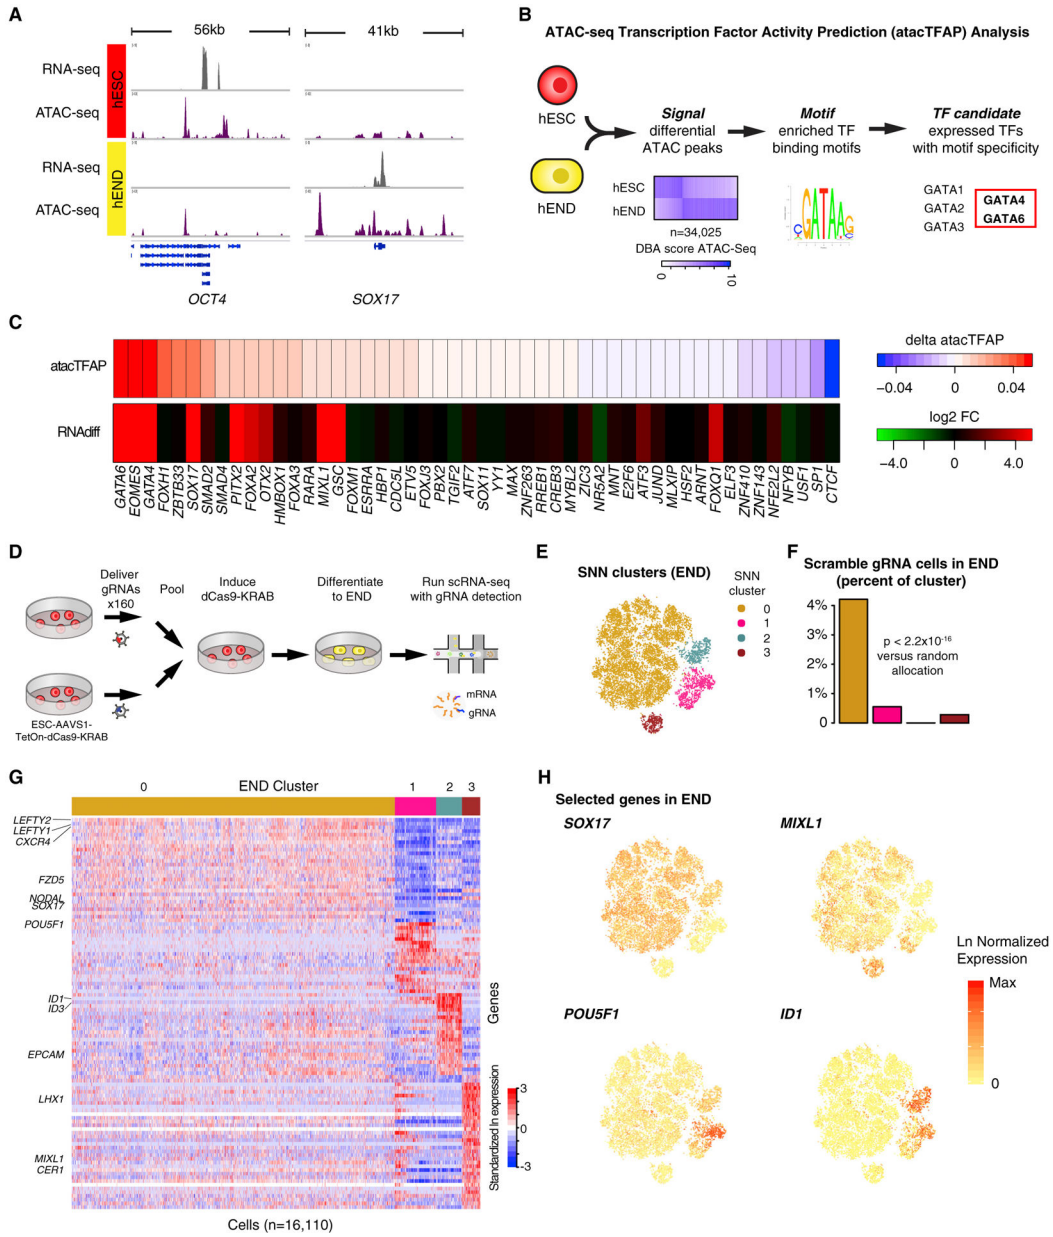 A
56kb
41kb
hESC
RNA-seq
ATAC-seq
hEND
RNA-seq
ATAC-seq
OCT4
SOX17
B
ATAC-seq Transcription Factor Activity Prediction (atacTFAP) Analysis
hESC
hEND
Signal
differential
ATAC peaks
Motif
enriched TF
binding motifs
TF candidate
expressed TFs
with motif specificity
hESC
hEND
n=34,025
DBA score ATAC-Seq
0
10
GATAAG
GATA1
GATA2
GATA3
GATA4
GATA6
C
atacTFAP
RNAdiff
GATA6
EOMES
GATA4
FOXH1
ZBTB33
SOX17
SMAD2
SMAD4
PITX2
FOXA2
OTX2
HMBOX1
FOXA3
RARA
MIXL1
GSC
FOXM1
ESRRA
HBP1
CDC5L
ETV5
FOXJ3
PBX2
TGIF2
ATF7
SOX11
YY1
MAX
ZNF263
RREB1
CREB3
MYBL2
ZIC3
NR5A2
MNT
E2F6
ATF3
JUND
MLXIP
HSF2
ARNT
FOXQ1
ELF3
ZNF410
ZNF143
NFE2L2
NFYB
USF1
SP1
CTCF
delta atacTFAP
−0.04
0
0.04
log2 FC
−4.0
0
4.0
D
Deliver
gRNAs
x160
Pool
Induce
dCas9-KRAB
Differentiate
to END
Run scRNA-seq
with gRNA detection
mRNA
gRNA
ESC-AAVS1-
TetOn-dCas9-KRAB
E
SNN clusters (END)
SNN
cluster
0
1
2
3
F
Scramble gRNA cells in END
(percent of cluster)
4%
3%
2%
1%
0
p < 2.2x10-16
versus random
allocation
G
0
END Cluster
1
2
3
LEFTY2
LEFTY1
CXCR4
FZD5
NODAL
SOX17
POU5F1
ID1
ID3
EPCAM
LHX1
MIXL1
CER1
Genes
Standardized ln expression
3
0
-3
Cells (n=16,110)
H
Selected genes in END
SOX17
MIXL1
POU5F1
ID1
Ln Normalized
Expression
Max
0